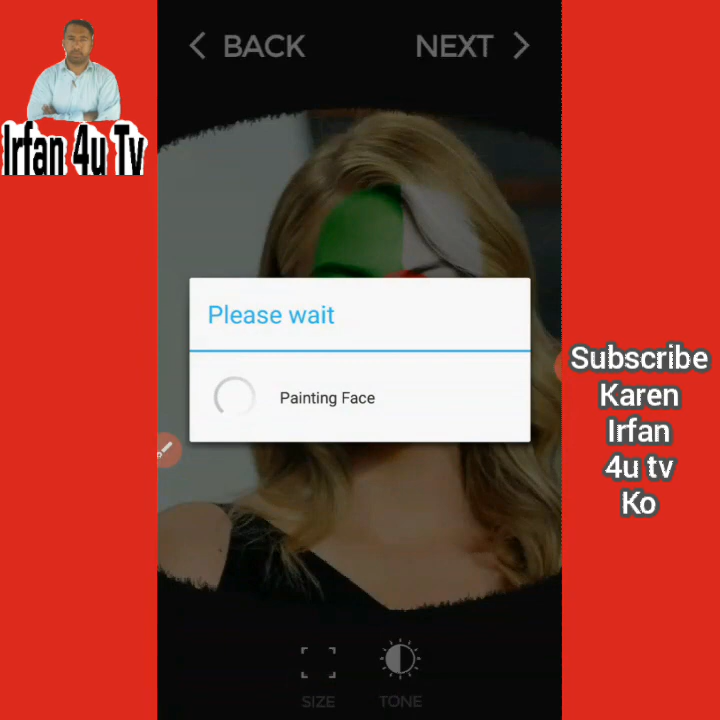 BACK
NEXT
Irfan 4u Tv
Please wait
Painting Face
Subscribe
Karen
Irfan
4u tv
Ko
SIZE
TONE